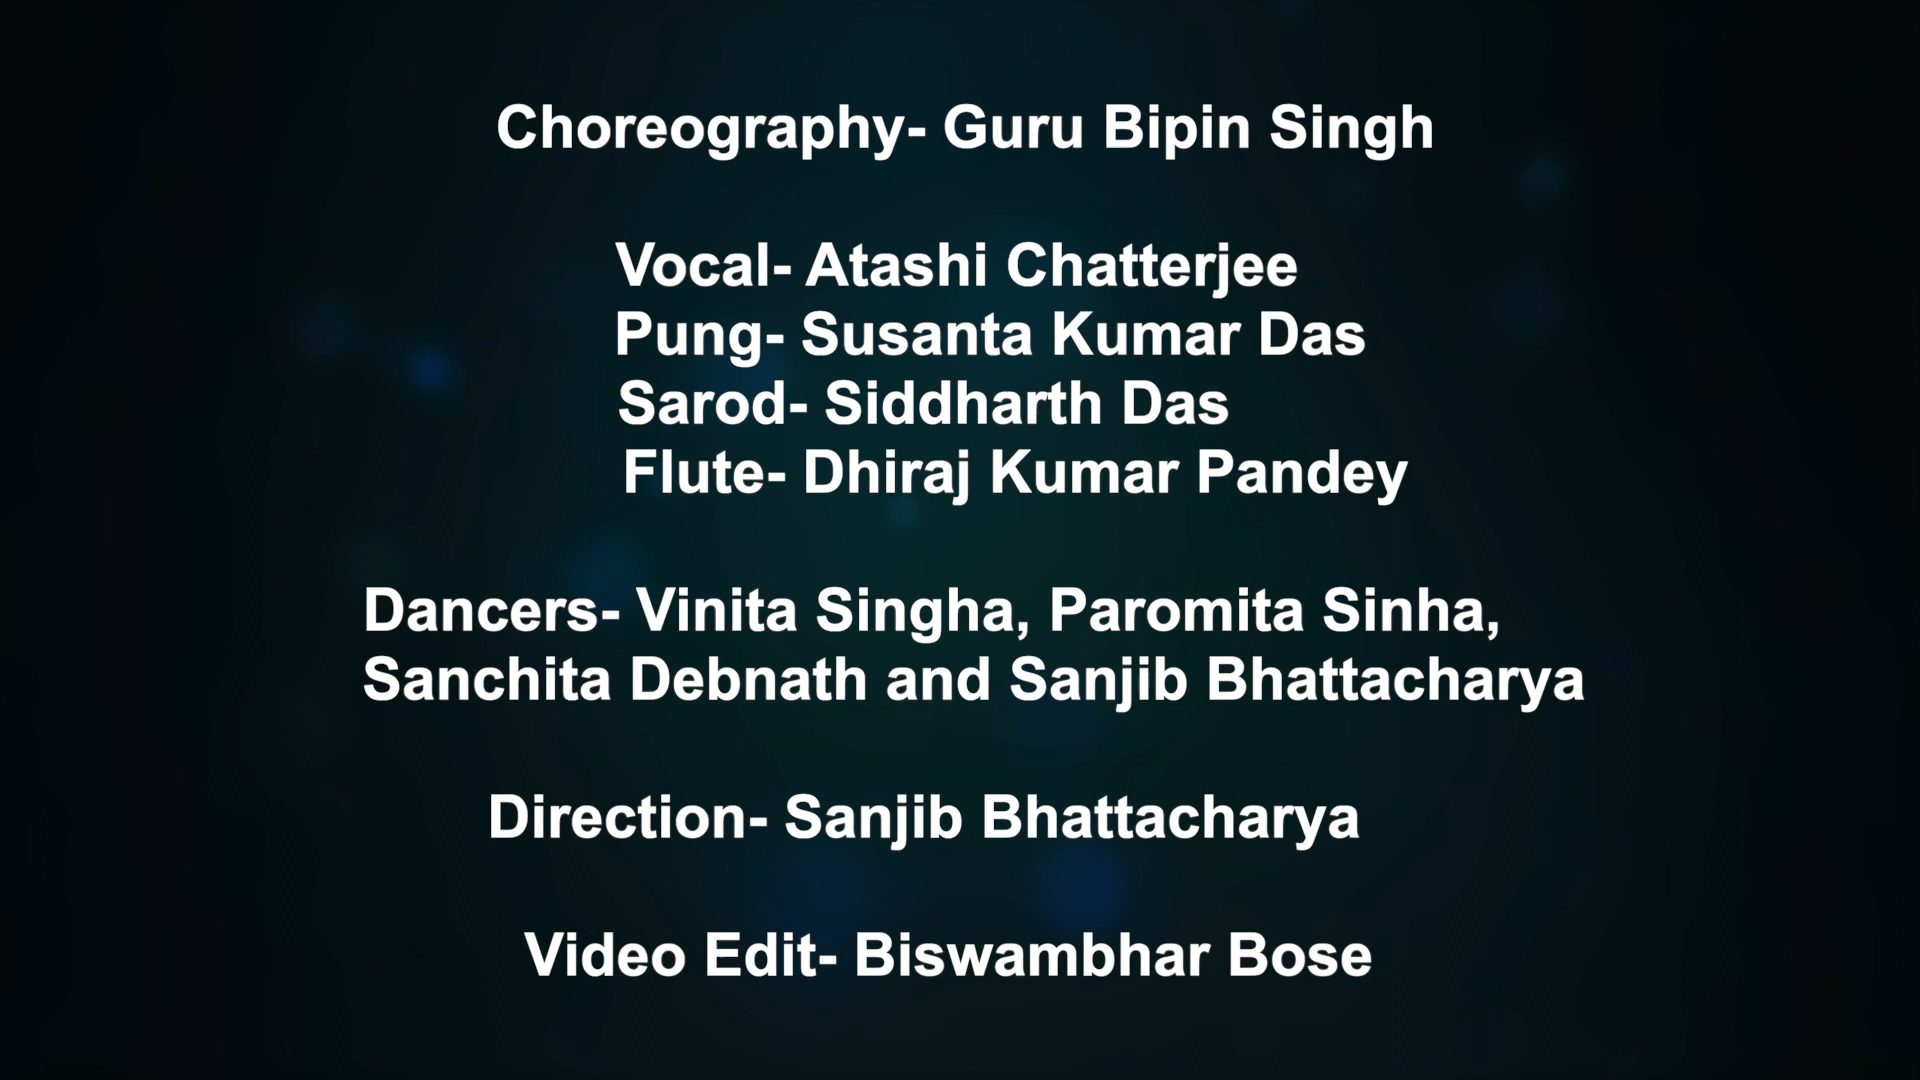 Choreography- Guru Bipin Singh
Vocal- Atashi Chatterjee
Pung- Susanta Kumar Das
Sarod- Siddharth Das
Flute- Dhiraj Kumar Pandey
Dancers- Vinita Singha, Paromita Sinha,
Sanchita Debnath and Sanjib Bhattacharya
Direction- Sanjib Bhattacharya
Video Edit- Biswambhar Bose